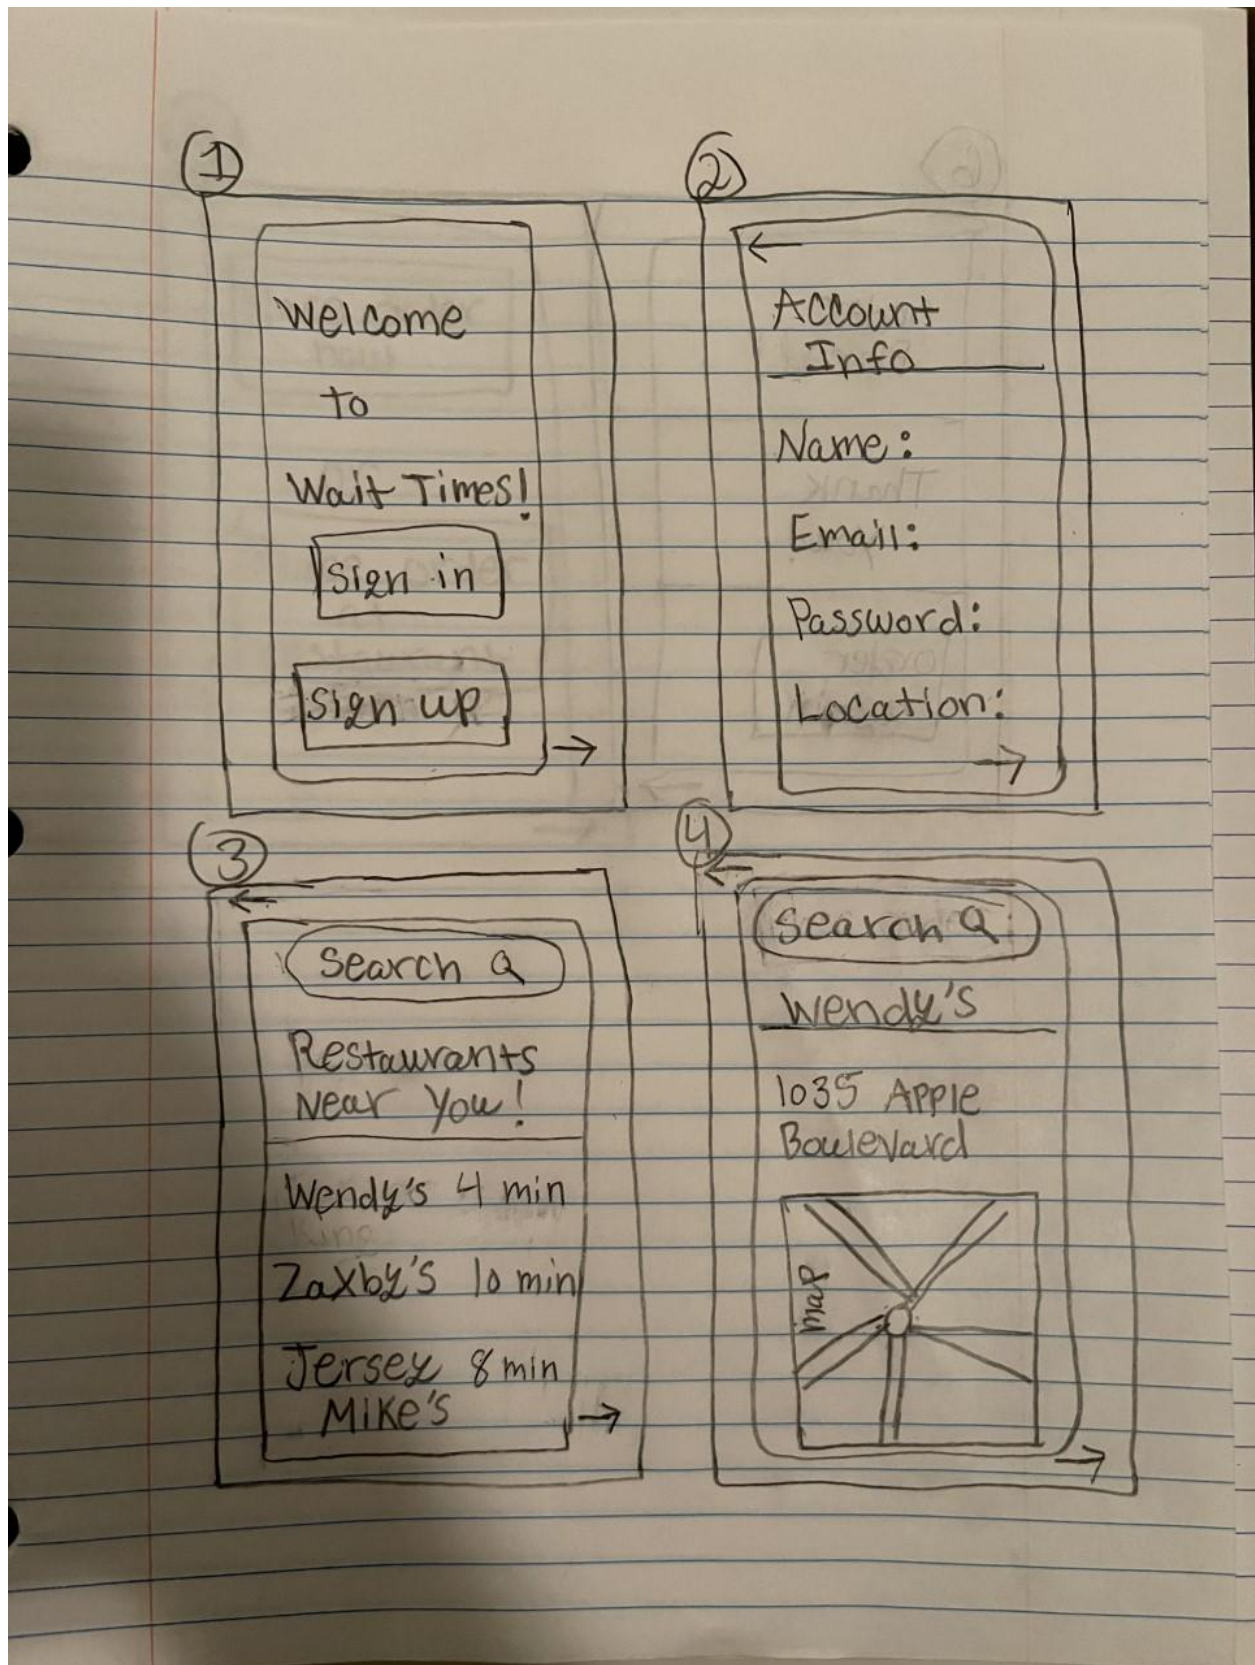 1
Welcome
to
Wait Times!
sign in
sign up
2
Account
Info
Name:
Email:
Password:
Location:
3
Search
Restaurants
Near You!
Wendy's 4 min
Zaxby's 10 min
Jersey 8 min
Mike's
4
Search
Wendy's
1035 Apple
Boulevard
map